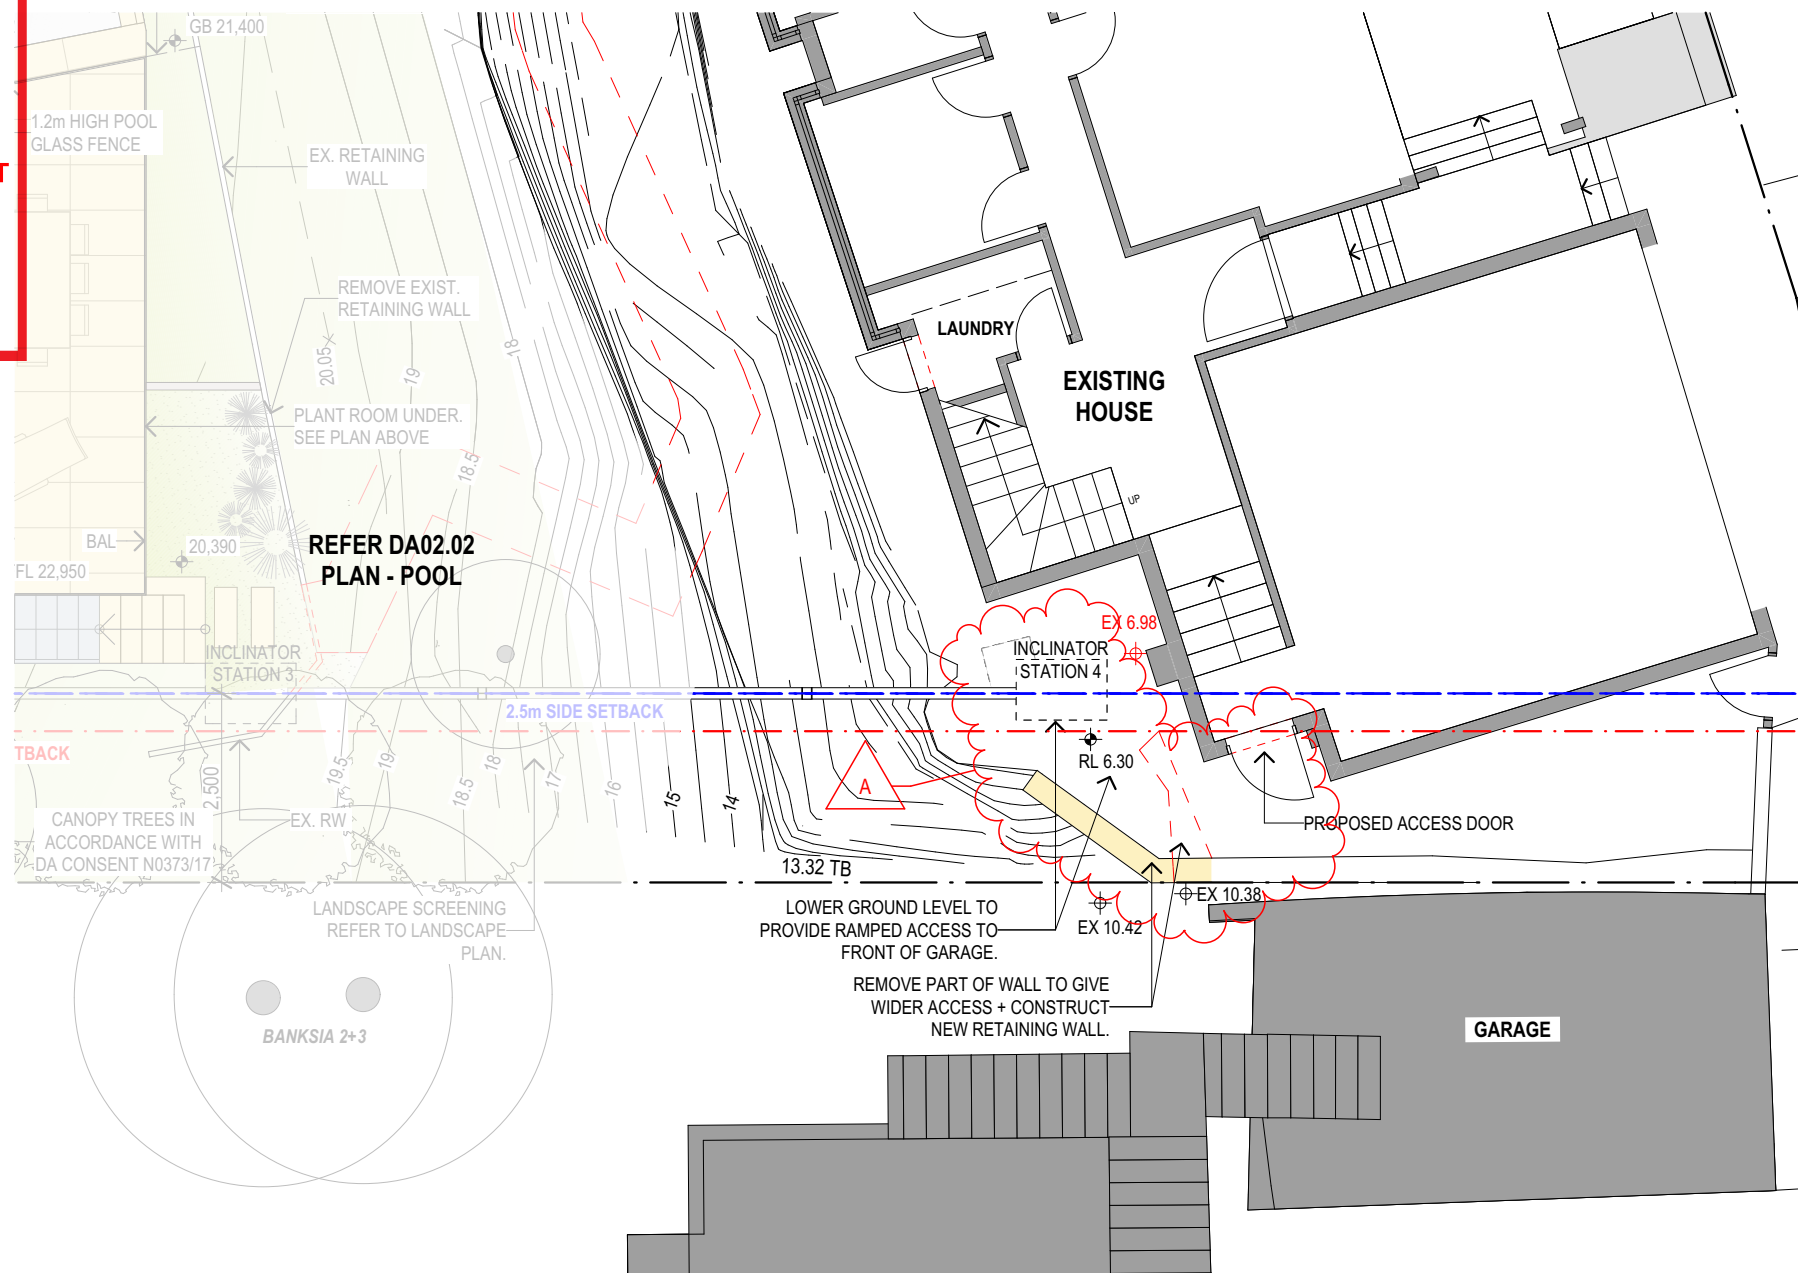 GB 21,400
1.2m HIGH POOL
GLASS FENCE
T
EX. RETAINING
WALL
REMOVE EXIST.
RETAINING WALL
20.05
19
18
LAUNDRY
EXISTING
HOUSE
PLANT ROOM UNDER.
SEE PLAN ABOVE
18.5
UP
BAL
20,390
REFER DA02.02
PLAN - POOL
FL 22,950
INCLINATOR
STATION 3
EX 6.98
INCLINATOR
STATION 4
2.5m SIDE SETBACK
TBACK
RL 6.30
A
2,500
19.5
19
18.5
18
17
16
15
14
CANOPY TREES IN
ACCORDANCE WITH
DA CONSENT N0373/17
EX. RW
PROPOSED ACCESS DOOR
13.32 TB
LANDSCAPE SCREENING
REFER TO LANDSCAPE
PLAN.
LOWER GROUND LEVEL TO
PROVIDE RAMPED ACCESS TO
FRONT OF GARAGE.
EX 10.42
EX 10.38
REMOVE PART OF WALL TO GIVE
WIDER ACCESS + CONSTRUCT
NEW RETAINING WALL.
BANKSIA 2+3
GARAGE